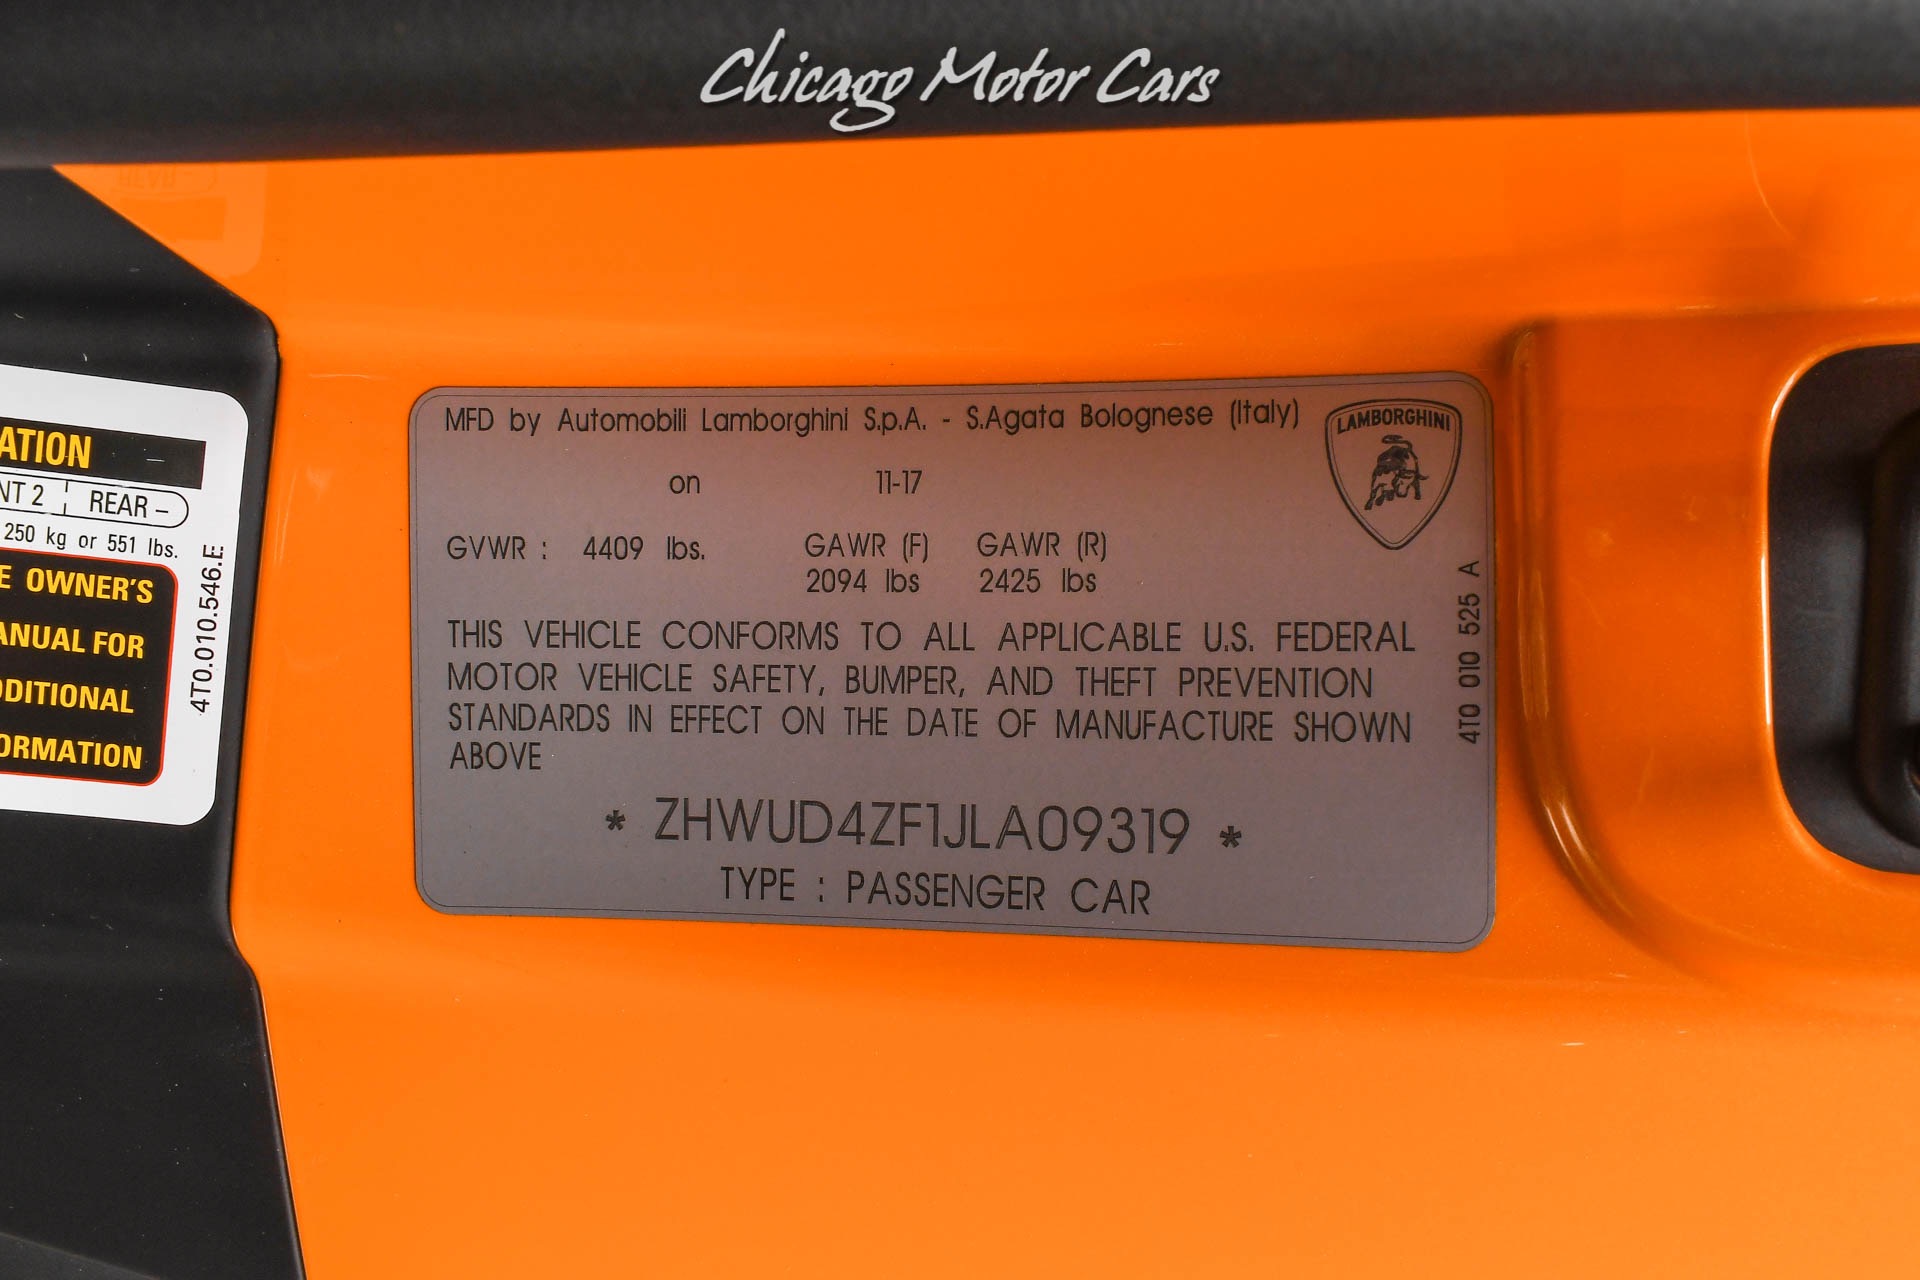 Chicago Motor Cars
ATION
NT 2 REAR –
250 kg or 551 lbs.
E OWNER'S
ANUAL FOR
DDITIONAL
ORMATION
4T0.010.546.E
MFD by Automobili Lamborghini S.p.A. - S.Agata Bolognese (Italy)
LAMBORGHINI
on 11-17
GVWR : 4409 lbs. GAWR (F) GAWR (R)
2094 lbs 2425 lbs
THIS VEHICLE CONFORMS TO ALL APPLICABLE U.S. FEDERAL
MOTOR VEHICLE SAFETY, BUMPER, AND THEFT PREVENTION
STANDARDS IN EFFECT ON THE DATE OF MANUFACTURE SHOWN
ABOVE
* ZHWUD4ZF1JLA09319 *
TYPE : PASSENGER CAR
4T0 010 525 A